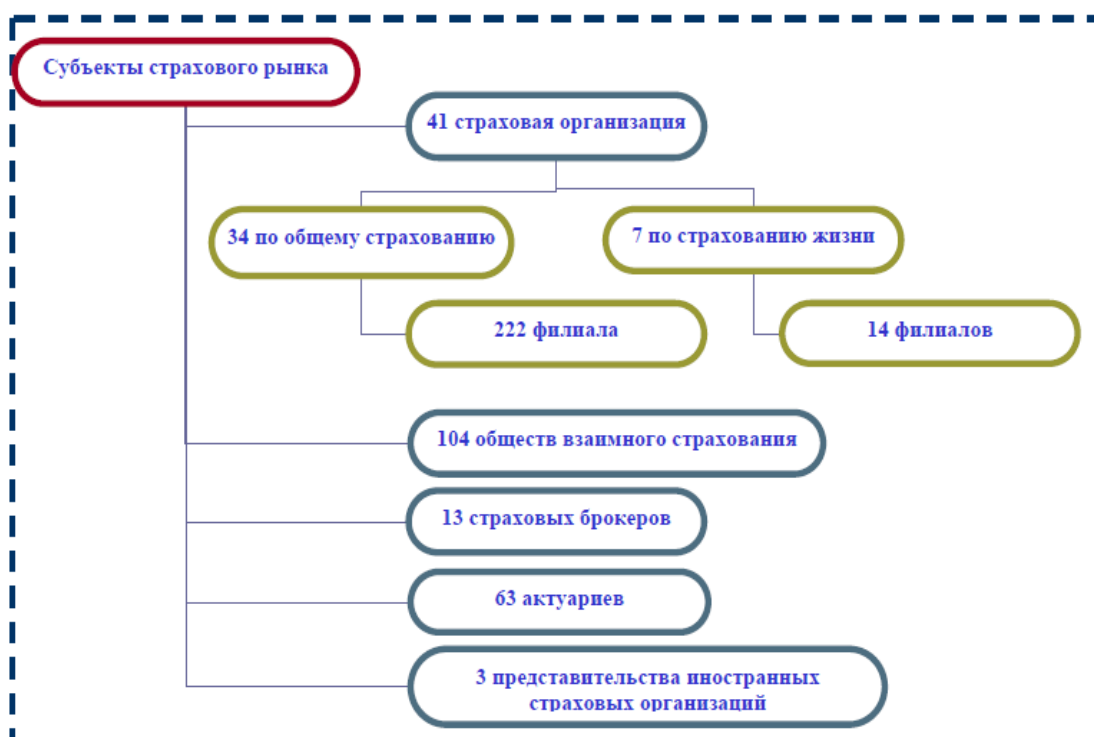 Субъекты страхового рынка
41 страховая организация
34 по общему страхованию
7 по страхованию жизни
222 филиала
14 филиалов
104 обществ взаимного страхования
13 страховых брокеров
63 актуариев
3 представительства иностранных
страховых организаций